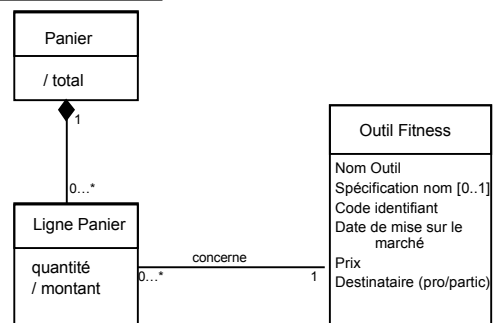 Panier
/ total
1
0…*
Ligne Panier
quantité
/ montant
concerne
0…*
1
Outil Fitness
Nom Outil
Spécification nom [0..1]
Code identifiant
Date de mise sur le
marché
Prix
Destinataire (pro/partic)